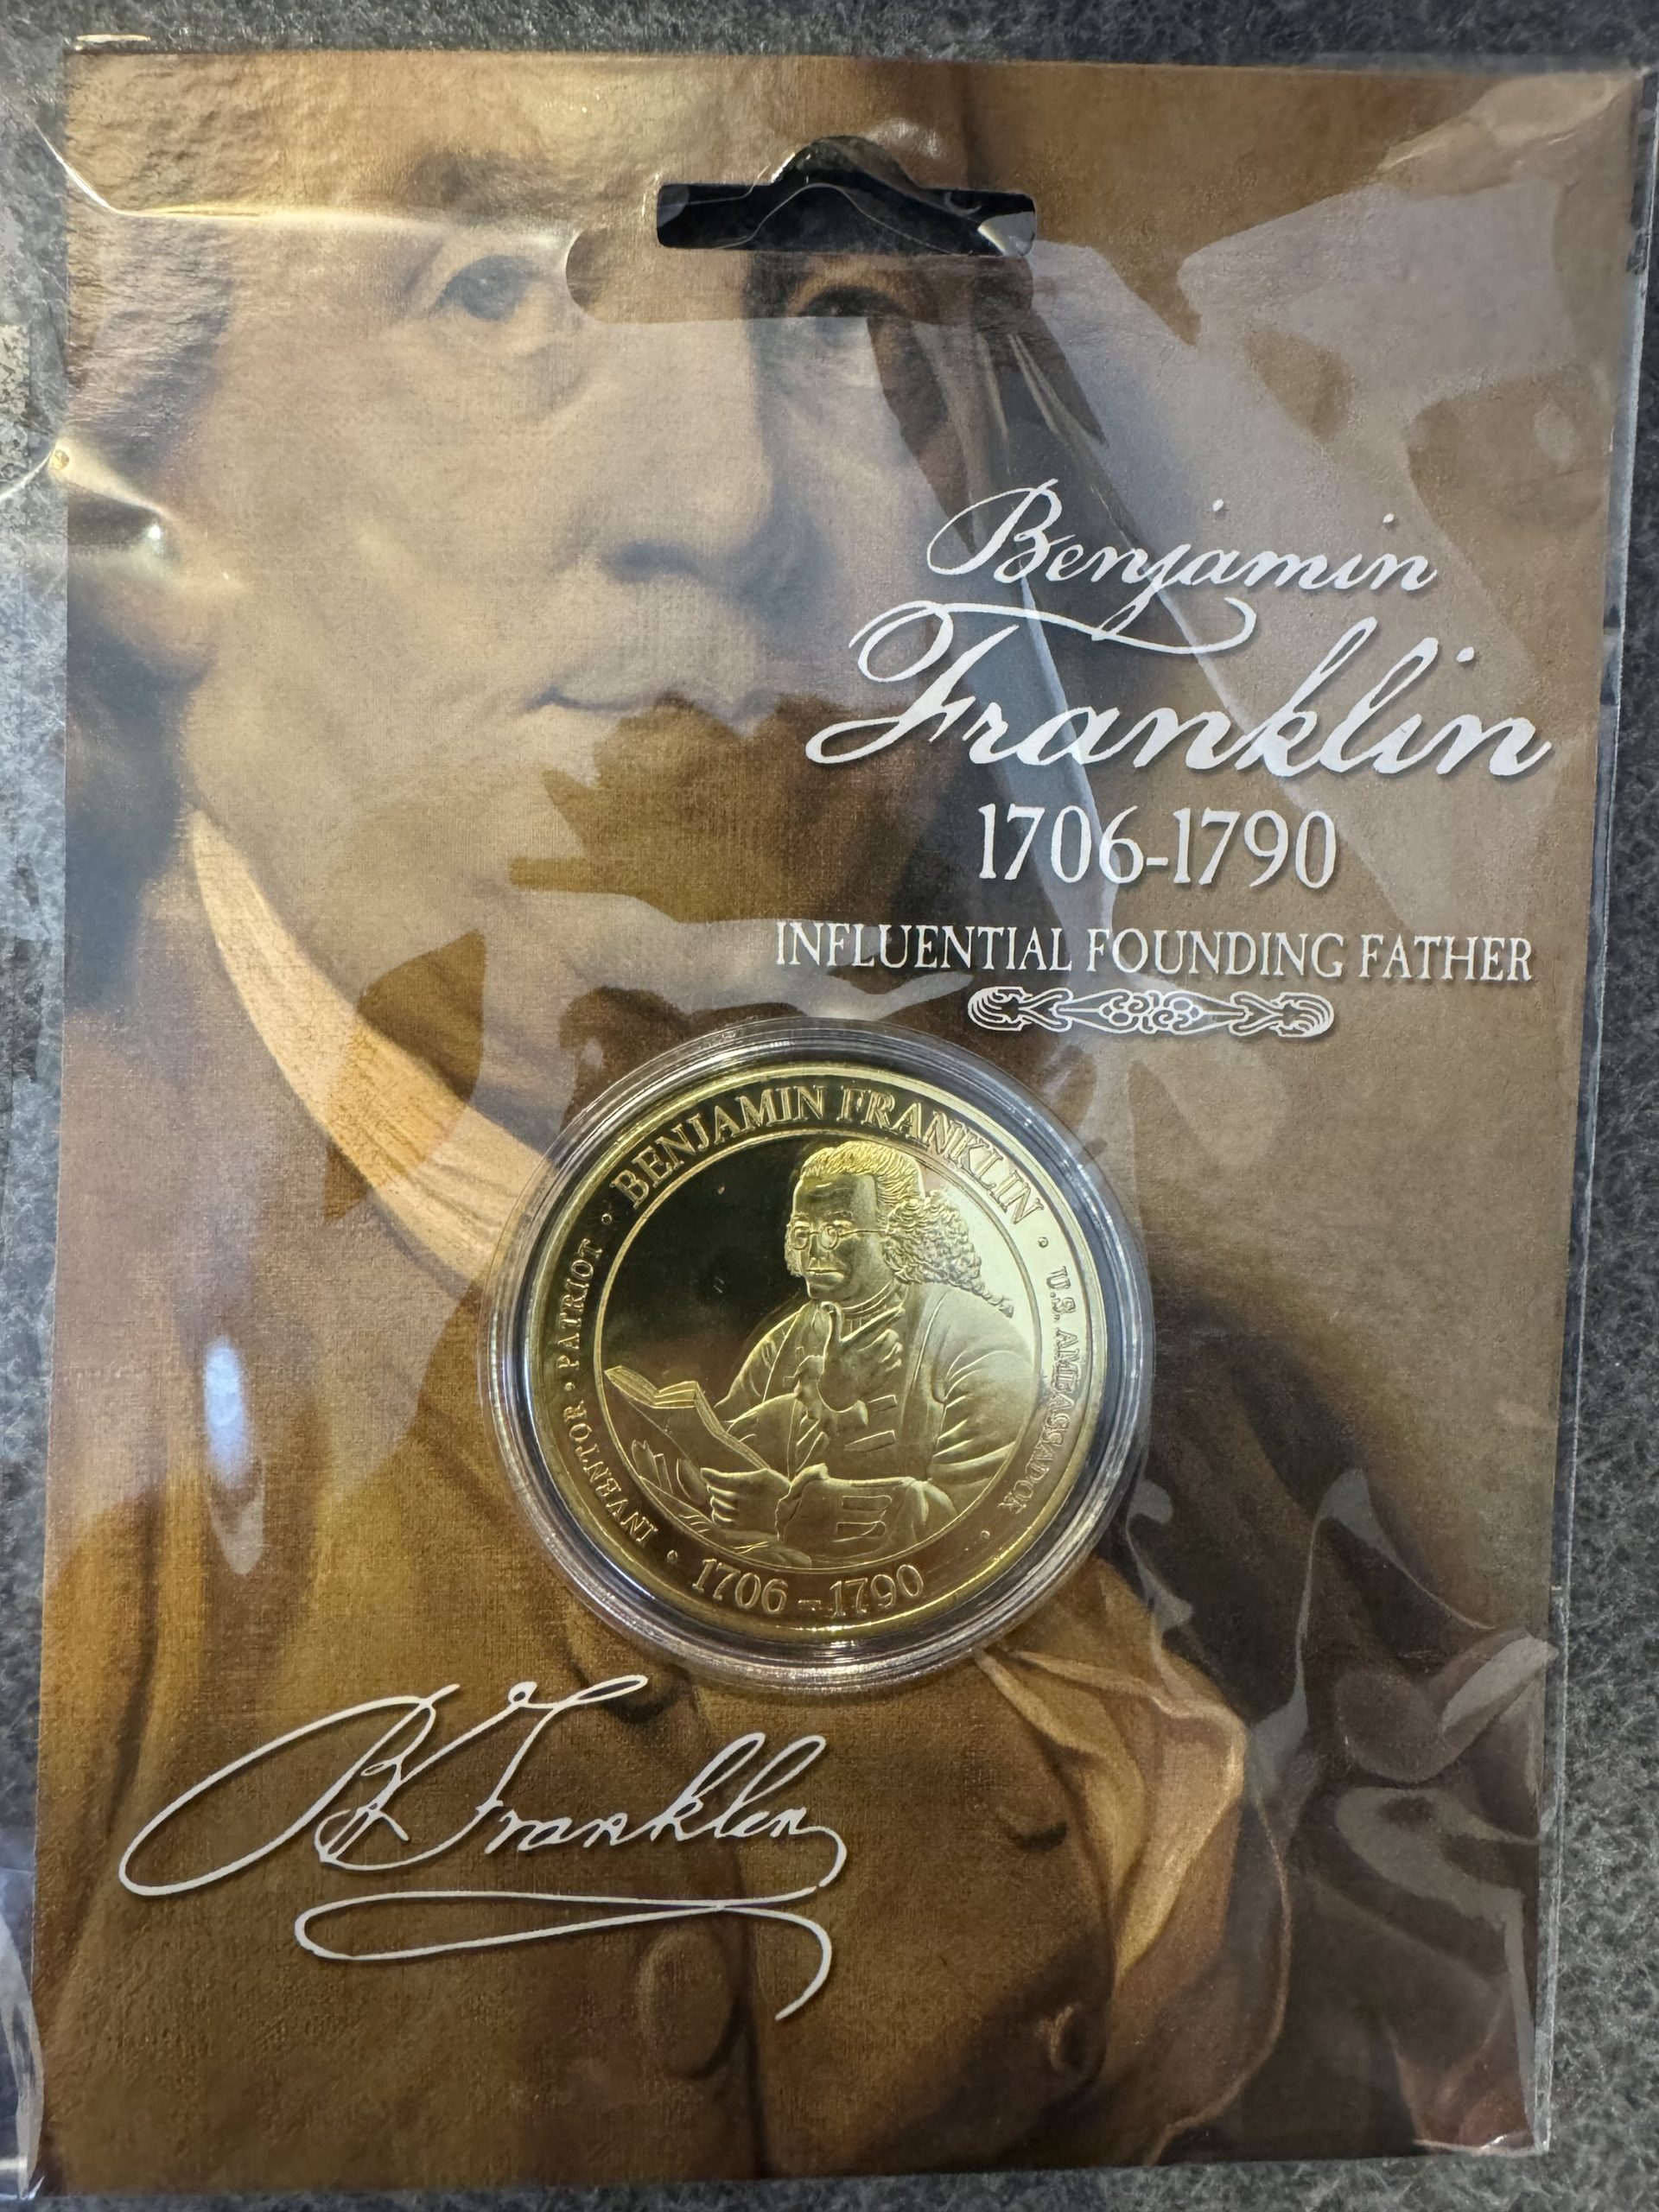 Benjamin
Franklin
1706-1790
INFLUENTIAL FOUNDING FATHER
BENJAMIN FRANKLIN • U.S. AMBASSADOR • 1706 - 1790 • INVENTOR • PATRIOT •
B Franklin